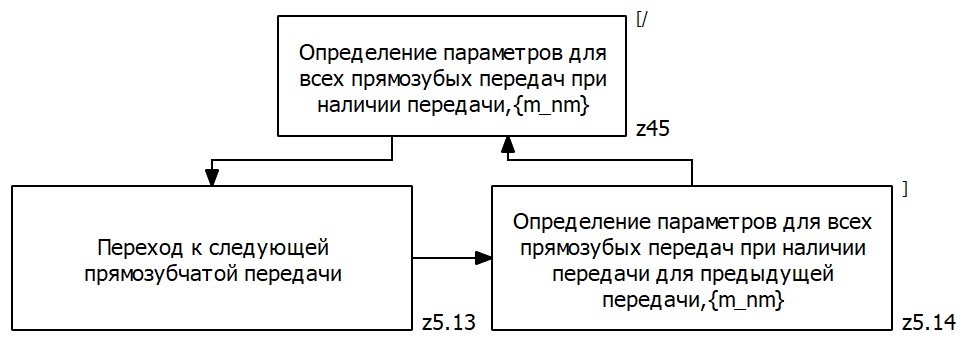 [/
Определение параметров для
всех прямозубых передач при
наличии передачи,{m_nm}
z45
Переход к следующей
прямозубчатой передачи
z5.13
]
Определение параметров для всех
прямозубых передач при наличии
передачи для предыдущей
передачи,{m_nm}
z5.14